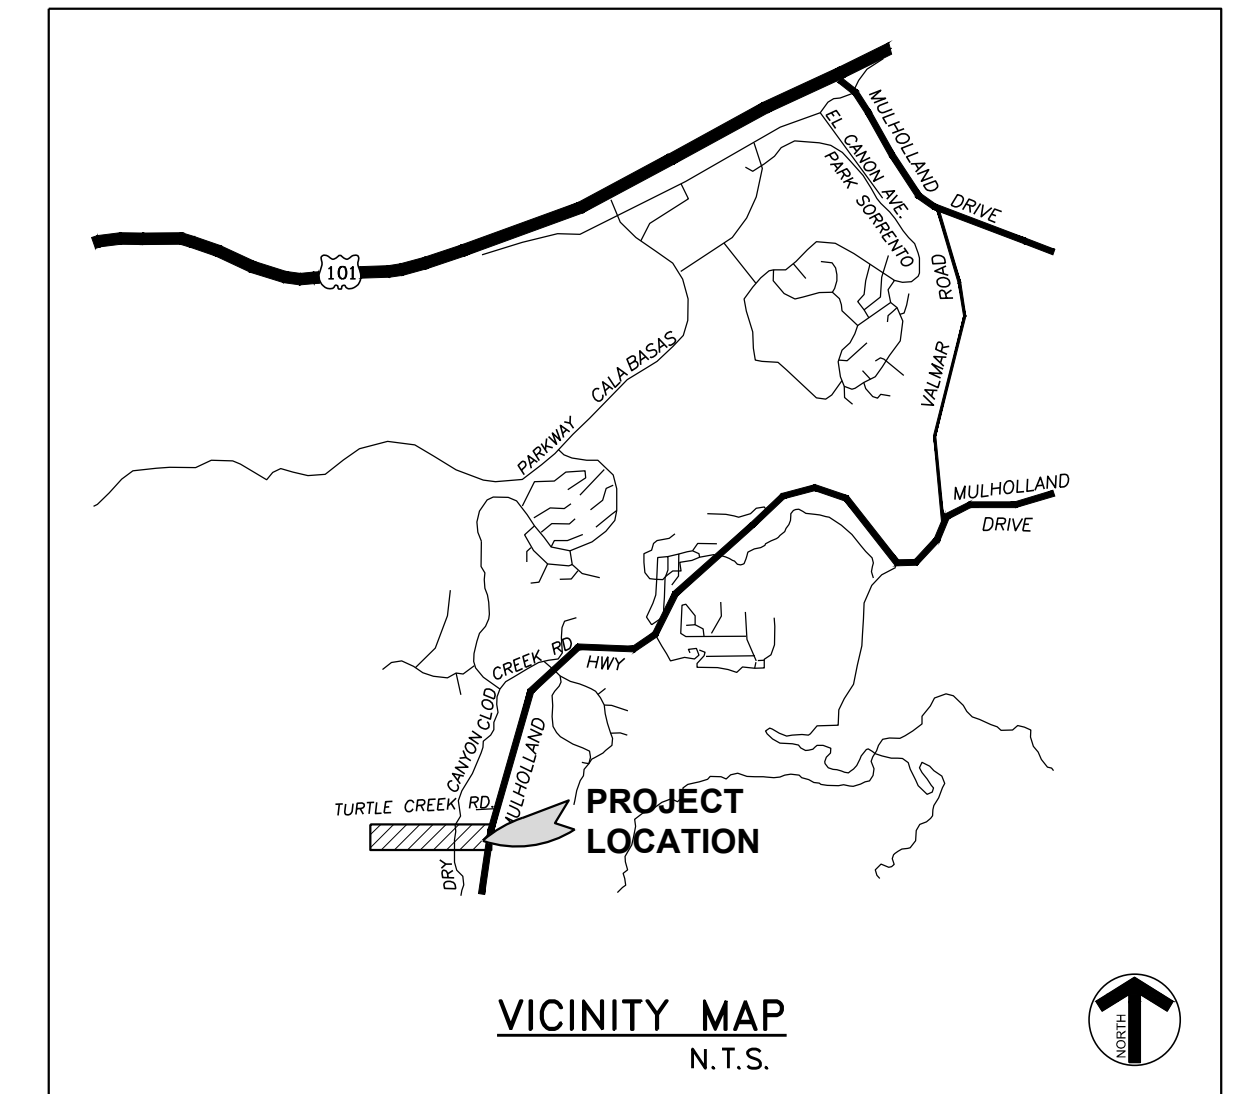 MULHOLLAND
DRIVE
EL CANON AVE.
PARK SORRENTO
101
ROAD
VALMAR
CALABASAS
PARKWAY
MULHOLLAND
DRIVE
CREEK RD
HWY
CANYON CLOD
MULHOLLAND
TURTLE CREEK RD.
PROJECT
LOCATION
DRY
VICINITY MAP
N.T.S.
NORTH